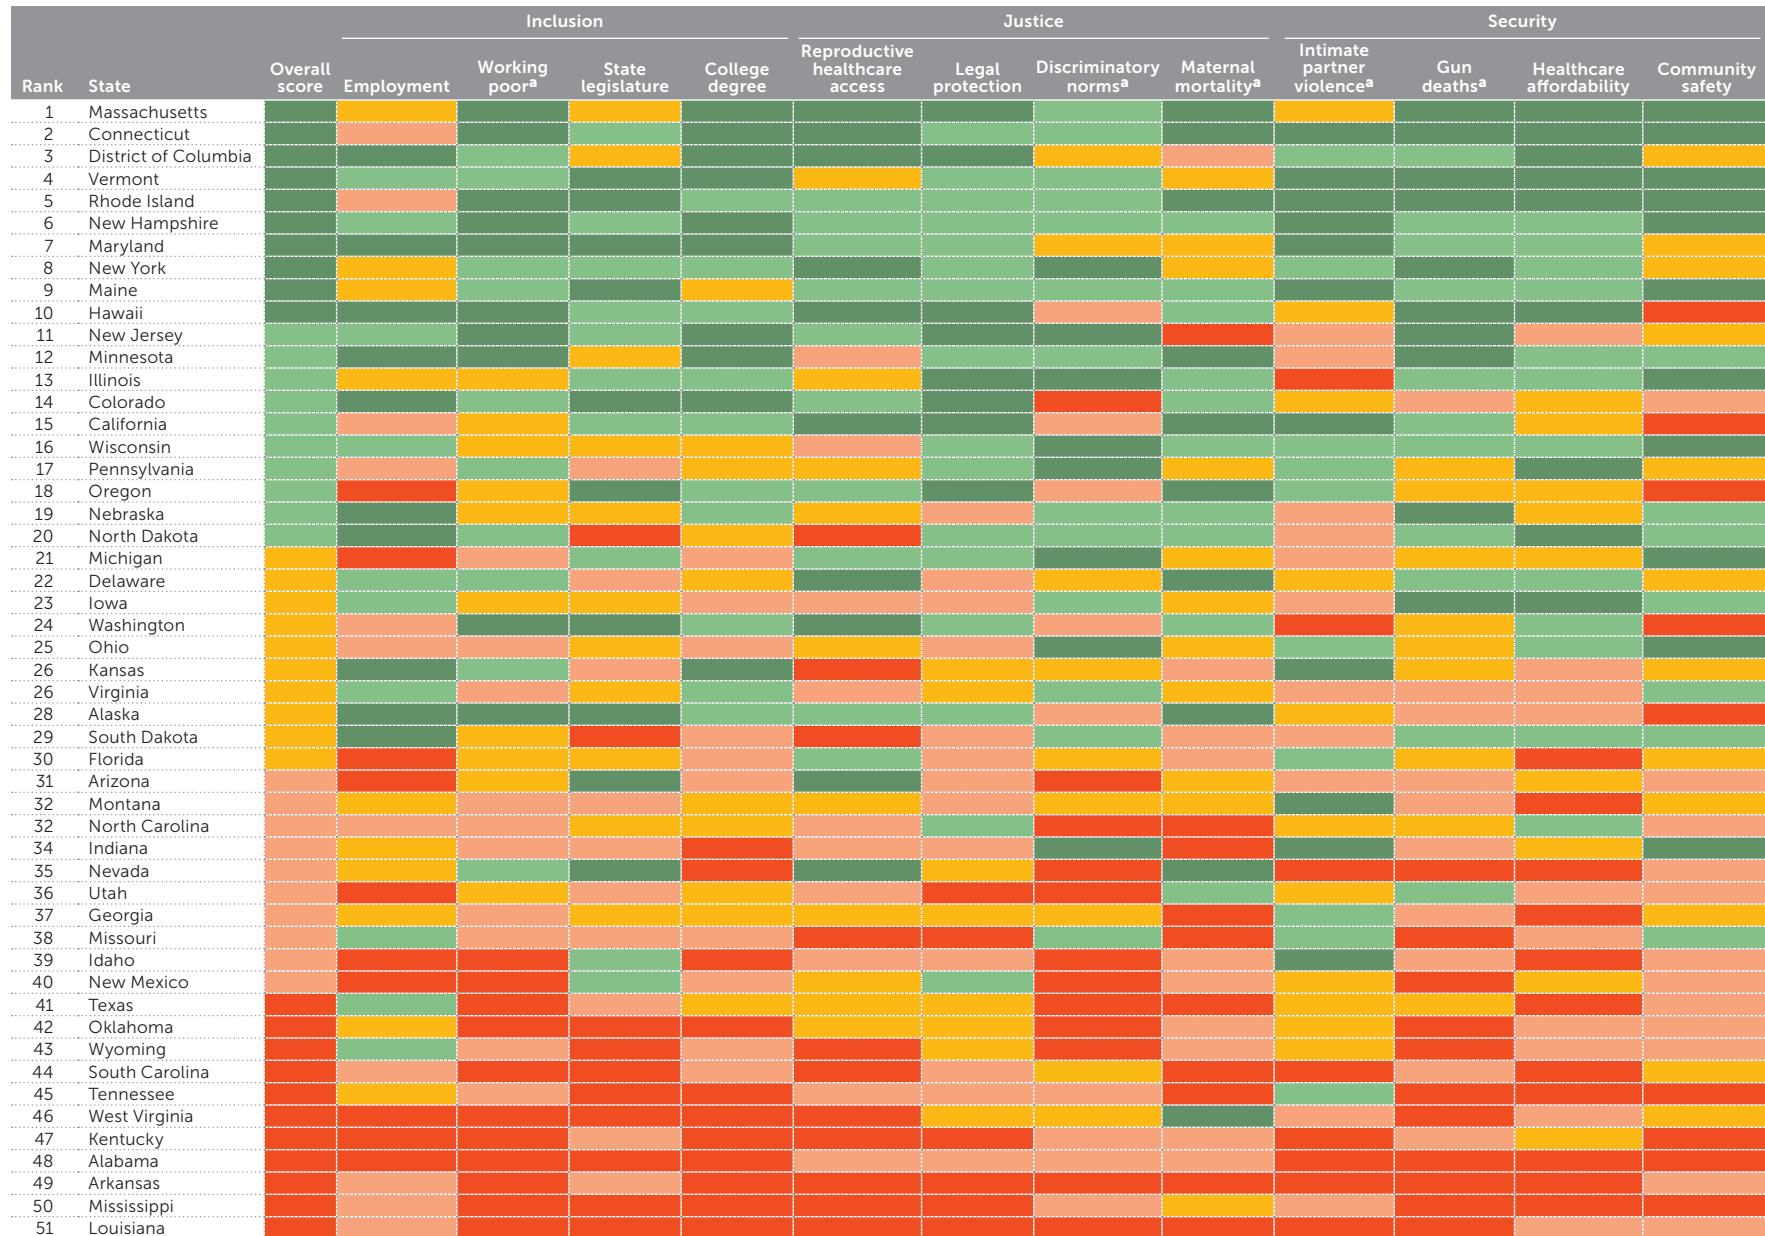 Inclusion Justice Security
Rank State Overall score Employment Working poorᵃ State legislature College degree Reproductive healthcare access Legal protection Discriminatory normsᵃ Maternal mortalityᵃ Intimate partner violenceᵃ Gun deathsᵃ Healthcare affordability Community safety
1 Massachusetts
2 Connecticut
3 District of Columbia
4 Vermont
5 Rhode Island
6 New Hampshire
7 Maryland
8 New York
9 Maine
10 Hawaii
11 New Jersey
12 Minnesota
13 Illinois
14 Colorado
15 California
16 Wisconsin
17 Pennsylvania
18 Oregon
19 Nebraska
20 North Dakota
21 Michigan
22 Delaware
23 Iowa
24 Washington
25 Ohio
26 Kansas
26 Virginia
28 Alaska
29 South Dakota
30 Florida
31 Arizona
32 Montana
32 North Carolina
34 Indiana
35 Nevada
36 Utah
37 Georgia
38 Missouri
39 Idaho
40 New Mexico
41 Texas
42 Oklahoma
43 Wyoming
44 South Carolina
45 Tennessee
46 West Virginia
47 Kentucky
48 Alabama
49 Arkansas
50 Mississippi
51 Louisiana